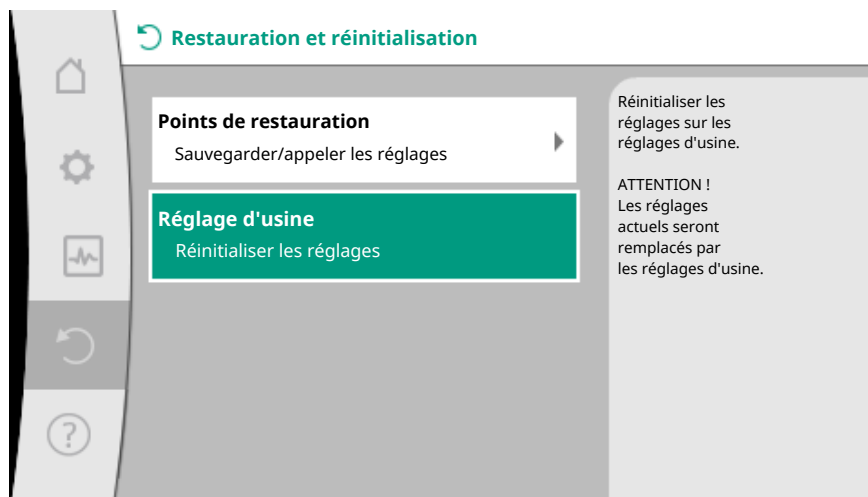 Restauration et réinitialisation
Points de restauration
Sauvegarder/appeler les réglages
Réglage d'usine
Réinitialiser les réglages
Réinitialiser les
réglages sur les
réglages d'usine.
ATTENTION !
Les réglages
actuels seront
remplacés par
les réglages d'usine.
?